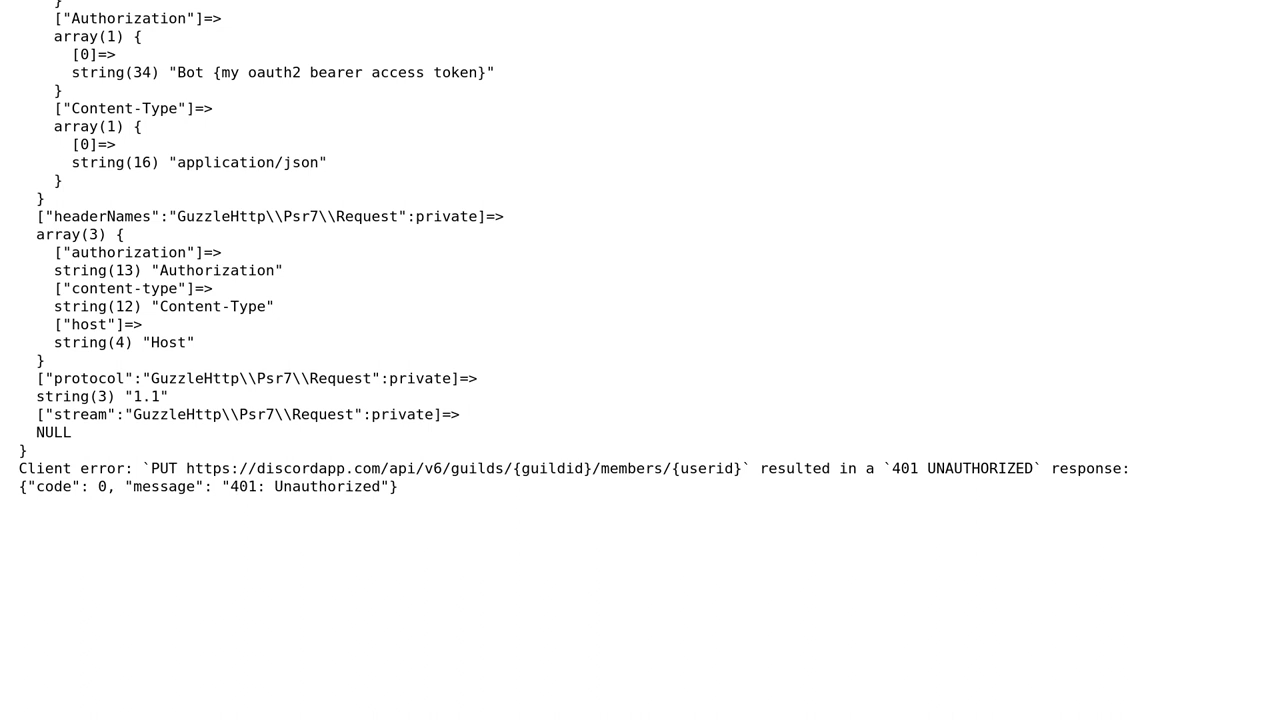 }
["Authorization"]=>
array(1) {
[0]=>
string(34) "Bot {my oauth2 bearer access token}"
}
["Content-Type"]=>
array(1) {
[0]=>
string(16) "application/json"
}
}
["headerNames":"GuzzleHttp\\Psr7\\Request":private]=>
array(3) {
["authorization"]=>
string(13) "Authorization"
["content-type"]=>
string(12) "Content-Type"
["host"]=>
string(4) "Host"
}
["protocol":"GuzzleHttp\\Psr7\\Request":private]=>
string(3) "1.1"
["stream":"GuzzleHttp\\Psr7\\Request":private]=>
NULL
}
Client error: `PUT https://discordapp.com/api/v6/guilds/{guildid}/members/{userid}` resulted in a `401 UNAUTHORIZED` response:
{"code": 0, "message": "401: Unauthorized"}